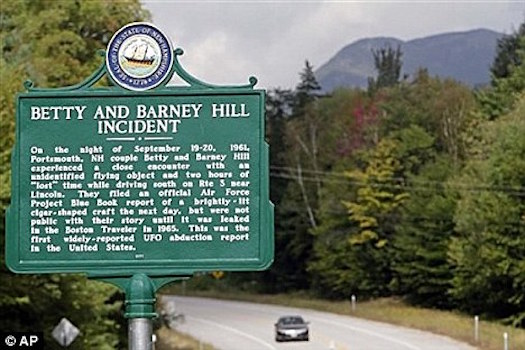 BETTY AND BARNEY HILL
INCIDENT
On the night of September 19-20, 1961,
Portsmouth, NH couple Betty and Barney Hill
experienced a close encounter with an
unidentified flying object and two hours of
"lost" time while driving south on Rte 3 near
Lincoln. They filed an official Air Force
Project Blue Book report of a brightly-lit
cigar-shaped craft the next day, but were not
public with their story until it was leaked
in the Boston Traveler in 1965. This was the
first widely-reported UFO abduction report
in the United States.
© AP